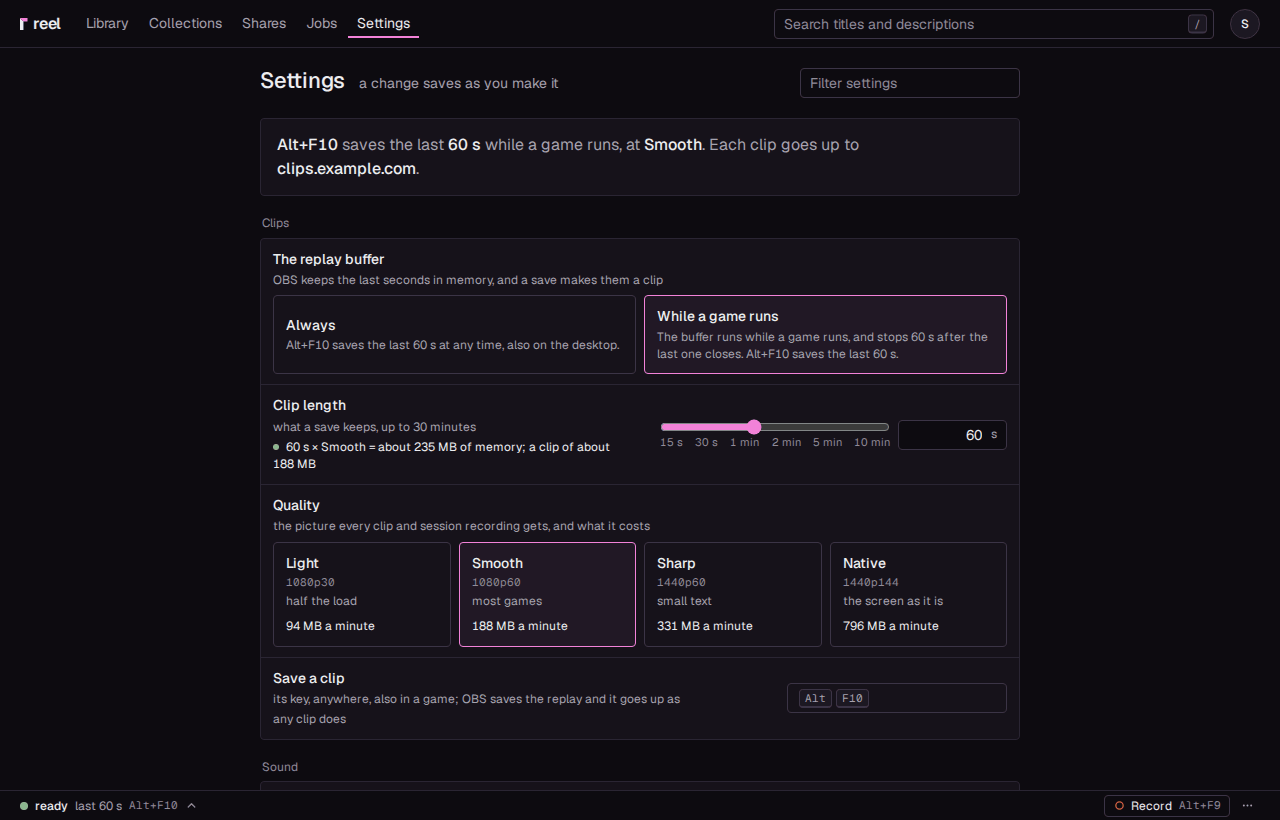 reel Library Collections Shares Jobs Settings Search titles and descriptions / S
Settings a change saves as you make it Filter settings
Alt+F10 saves the last 60 s while a game runs, at Smooth. Each clip goes up to
clips.example.com.
Clips
The replay buffer
OBS keeps the last seconds in memory, and a save makes them a clip
Always
Alt+F10 saves the last 60 s at any time, also on the desktop.
While a game runs
The buffer runs while a game runs, and stops 60 s after the
last one closes. Alt+F10 saves the last 60 s.
Clip length
what a save keeps, up to 30 minutes
60 s × Smooth = about 235 MB of memory; a clip of about
188 MB
15 s 30 s 1 min 2 min 5 min 10 min
60 s
Quality
the picture every clip and session recording gets, and what it costs
Light
1080p30
half the load
94 MB a minute
Smooth
1080p60
most games
188 MB a minute
Sharp
1440p60
small text
331 MB a minute
Native
1440p144
the screen as it is
796 MB a minute
Save a clip
its key, anywhere, also in a game; OBS saves the replay and it goes up as
any clip does
Alt F10
Sound
ready last 60 s Alt+F10 Record Alt+F9 ···